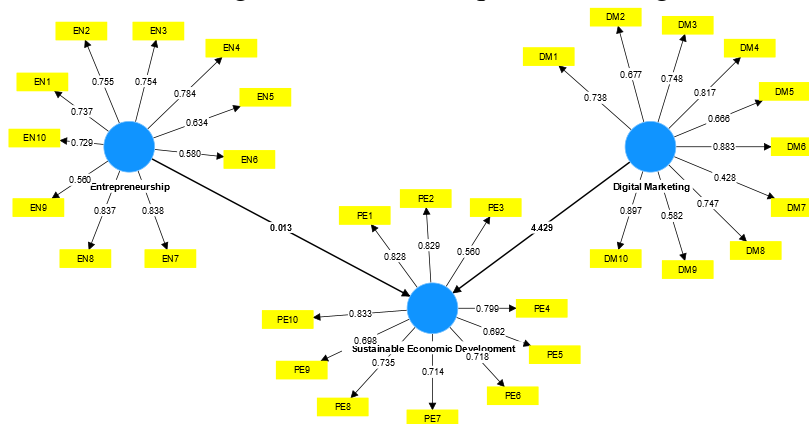 EN2
EN3
EN4
EN1
EN5
EN10
EN6
EN9
EN8
EN7
0.755
0.754
0.784
0.737
0.634
0.729
0.580
0.560
0.837
0.838
Entrepreneurship
DM2
DM3
DM1
DM4
DM5
DM6
DM7
DM8
DM9
DM10
0.677
0.748
0.738
0.817
0.666
0.883
0.428
0.747
0.582
0.897
Digital Marketing
0.013
4.429
PE1
PE2
PE3
PE4
PE5
PE6
PE7
PE8
PE9
PE10
0.828
0.829
0.560
0.799
0.692
0.718
0.714
0.735
0.698
0.833
Sustainable Economic Development